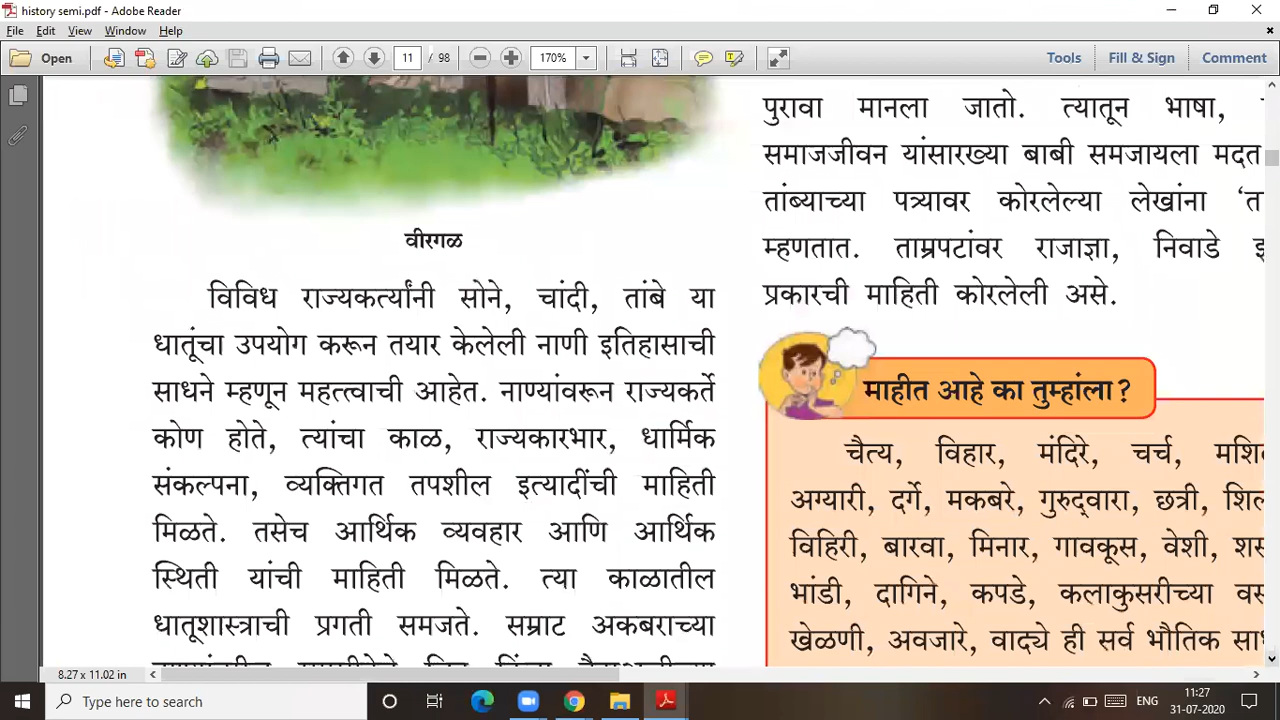 history semi.pdf - Adobe Reader
File Edit View Window Help
Open 11 / 98 170% Tools Fill & Sign Comment
वीरगळ
विविध राज्यकर्त्यांनी सोने, चांदी, तांबे या
धातूंचा उपयोग करून तयार केलेली नाणी इतिहासाची
साधने म्हणून महत्त्वाची आहेत. नाण्यांवरून राज्यकर्ते
कोण होते, त्यांचा काळ, राज्यकारभार, धार्मिक
संकल्पना, व्यक्तिगत तपशील इत्यादींची माहिती
मिळते. तसेच आर्थिक व्यवहार आणि आर्थिक
स्थिती यांची माहिती मिळते. त्या काळातील
धातूशास्त्राची प्रगती समजते. सम्राट अकबराच्या
पुरावा मानला जातो. त्यातून भाषा,
समाजजीवन यांसारख्या बाबी समजायला मदत
तांब्याच्या पत्र्यावर कोरलेल्या लेखांना ‘ता
म्हणतात. ताम्रपटांवर राजाज्ञा, निवाडे
प्रकारची माहिती कोरलेली असे.
माहीत आहे का तुम्हांला ?
चैत्य, विहार, मंदिरे, चर्च, मशि
अग्यारी, दर्गे, मकबरे, गुरुद्‌वारा, छत्री, शिल
विहिरी, बारवा, मिनार, गावकूस, वेशी, शस
भांडी, दागिने, कपडे, कलाकुसरीच्या वस
खेळणी, अवजारे, वाद्ये ही सर्व भौतिक सा
8.27 x 11.02 in
Type here to search
ENG
11:27
31-07-2020